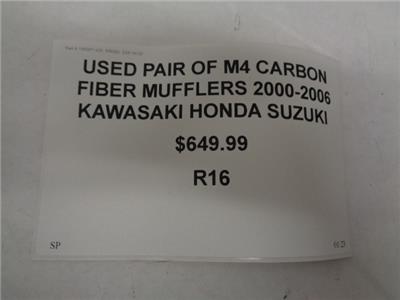 USED PAIR OF M4 CARBON
FIBER MUFFLERS 2000-2006
KAWASAKI HONDA SUZUKI
$649.99
R16
SP